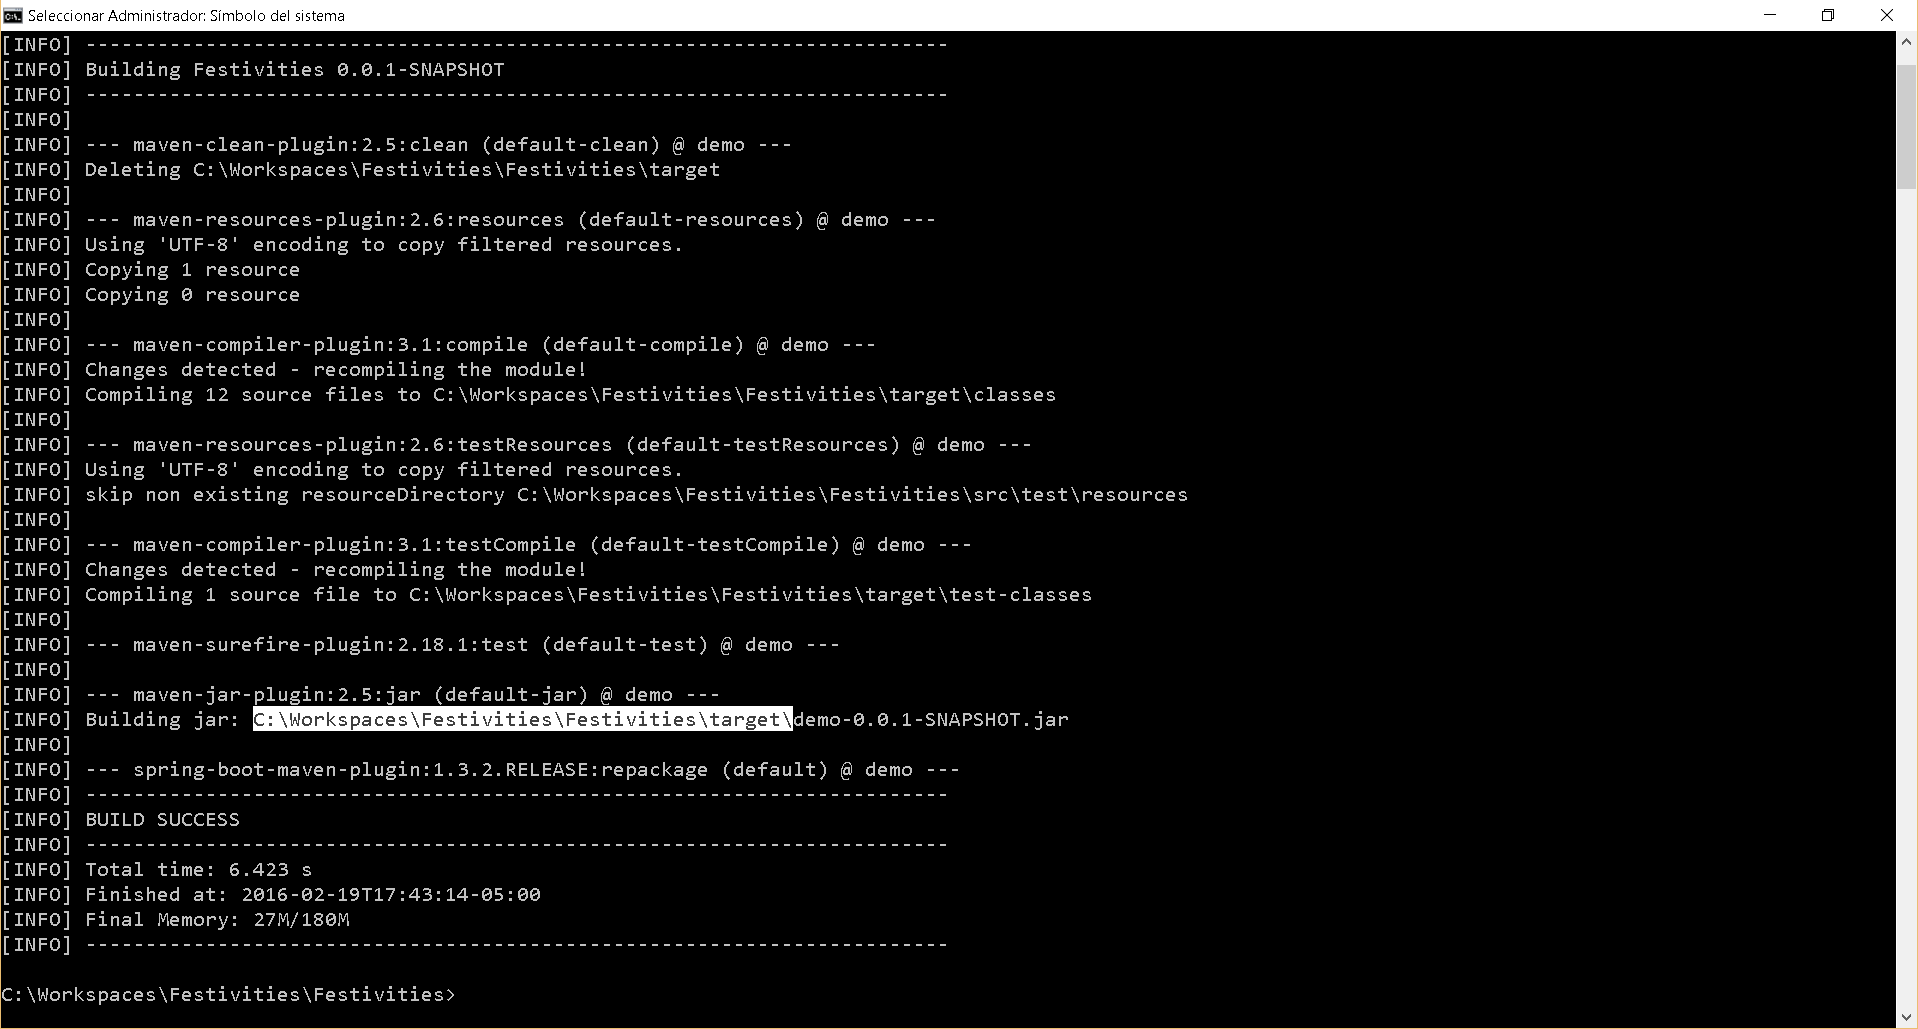 Seleccionar Administrador: Símbolo del sistema
[INFO] ------------------------------------------------------------------------
[INFO] Building Festivities 0.0.1-SNAPSHOT
[INFO] ------------------------------------------------------------------------
[INFO]
[INFO] --- maven-clean-plugin:2.5:clean (default-clean) @ demo ---
[INFO] Deleting C:\Workspaces\Festivities\Festivities\target
[INFO]
[INFO] --- maven-resources-plugin:2.6:resources (default-resources) @ demo ---
[INFO] Using 'UTF-8' encoding to copy filtered resources.
[INFO] Copying 1 resource
[INFO] Copying 0 resource
[INFO]
[INFO] --- maven-compiler-plugin:3.1:compile (default-compile) @ demo ---
[INFO] Changes detected - recompiling the module!
[INFO] Compiling 12 source files to C:\Workspaces\Festivities\Festivities\target\classes
[INFO]
[INFO] --- maven-resources-plugin:2.6:testResources (default-testResources) @ demo ---
[INFO] Using 'UTF-8' encoding to copy filtered resources.
[INFO] skip non existing resourceDirectory C:\Workspaces\Festivities\Festivities\src\test\resources
[INFO]
[INFO] --- maven-compiler-plugin:3.1:testCompile (default-testCompile) @ demo ---
[INFO] Changes detected - recompiling the module!
[INFO] Compiling 1 source file to C:\Workspaces\Festivities\Festivities\target\test-classes
[INFO]
[INFO] --- maven-surefire-plugin:2.18.1:test (default-test) @ demo ---
[INFO]
[INFO] --- maven-jar-plugin:2.5:jar (default-jar) @ demo ---
[INFO] Building jar: C:\Workspaces\Festivities\Festivities\target\demo-0.0.1-SNAPSHOT.jar
[INFO]
[INFO] --- spring-boot-maven-plugin:1.3.2.RELEASE:repackage (default) @ demo ---
[INFO] ------------------------------------------------------------------------
[INFO] BUILD SUCCESS
[INFO] ------------------------------------------------------------------------
[INFO] Total time: 6.423 s
[INFO] Finished at: 2016-02-19T17:43:14-05:00
[INFO] Final Memory: 27M/180M
[INFO] ------------------------------------------------------------------------
C:\Workspaces\Festivities\Festivities>